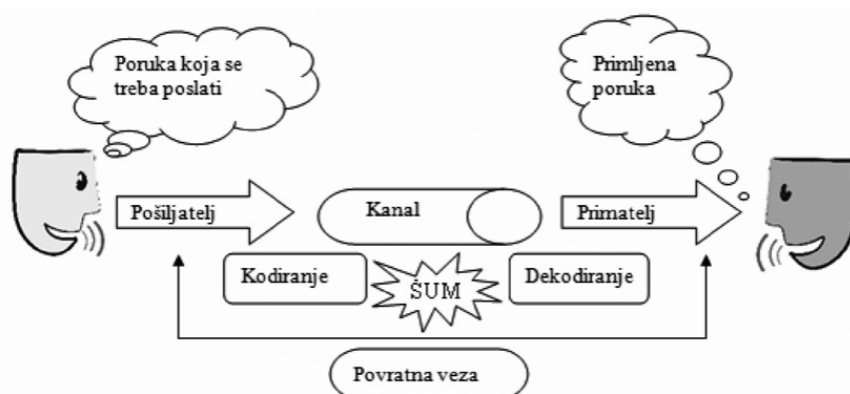 Poruka koja se
treba poslati
Primljena
poruka
Pošiljatelj
Kanal
Primatelj
Kodiranje
ŠUM
Dekodiranje
Povratna veza